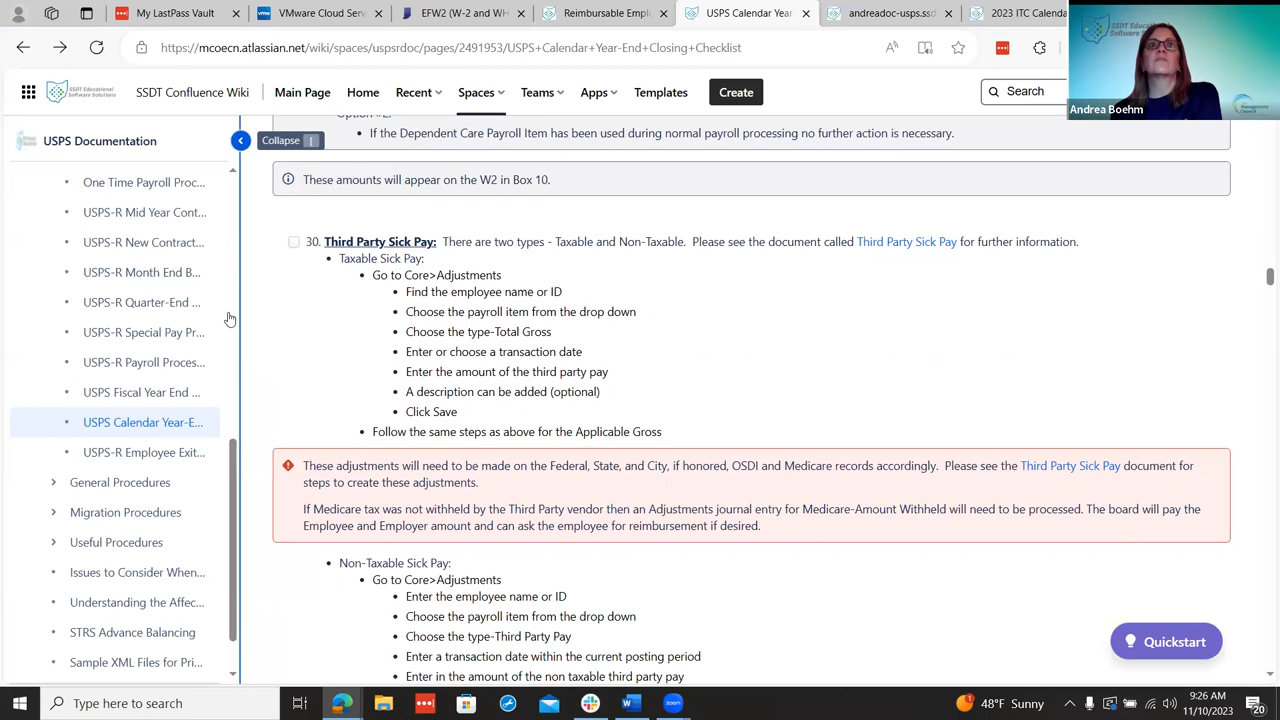 My LastPass Vault
VMware Cloud Serv
EFW2 (W-2 and WH
Reimbursable Empl
USPS Calendar Year
andreadoc-usps.ssd
2023 ITC Calenda
https://mcoecn.atlassian.net/wiki/spaces/uspsrdoc/pages/2491953/USPS+Calendar+Year-End+Closing+Checklist
Andrea Boehm
SSDT Confluence Wiki
Main Page
Home
Recent
Spaces
Teams
Apps
Templates
Create
Search
USPS Documentation
Collapse [
One Time Payroll Proc...
USPS-R Mid Year Cont...
USPS-R New Contract...
USPS-R Month End B...
USPS-R Quarter-End ...
USPS-R Special Pay Pr...
USPS-R Payroll Proces...
USPS Fiscal Year End ...
USPS Calendar Year-E...
USPS-R Employee Exit...
General Procedures
Migration Procedures
Useful Procedures
Issues to Consider When...
Understanding the Affec...
STRS Advance Balancing
Sample XML Files for Pri...
Option #2:
If the Dependent Care Payroll Item has been used during normal payroll processing no further action is necessary.
These amounts will appear on the W2 in Box 10.
30. Third Party Sick Pay: There are two types - Taxable and Non-Taxable. Please see the document called Third Party Sick Pay for further information.
Taxable Sick Pay:
Go to Core>Adjustments
Find the employee name or ID
Choose the payroll item from the drop down
Choose the type-Total Gross
Enter or choose a transaction date
Enter the amount of the third party pay
A description can be added (optional)
Click Save
Follow the same steps as above for the Applicable Gross
These adjustments will need to be made on the Federal, State, and City, if honored, OSDI and Medicare records accordingly. Please see the Third Party Sick Pay document for
steps to create these adjustments.
If Medicare tax was not withheld by the Third Party vendor then an Adjustments journal entry for Medicare-Amount Withheld will need to be processed. The board will pay the
Employee and Employer amount and can ask the employee for reimbursement if desired.
Non-Taxable Sick Pay:
Go to Core>Adjustments
Enter the employee name or ID
Choose the payroll item from the drop down
Choose the type-Third Party Pay
Enter a transaction date within the current posting period
Enter in the amount of the non taxable third party pay
Quickstart
Type here to search
48°F Sunny
9:26 AM
11/10/2023
20